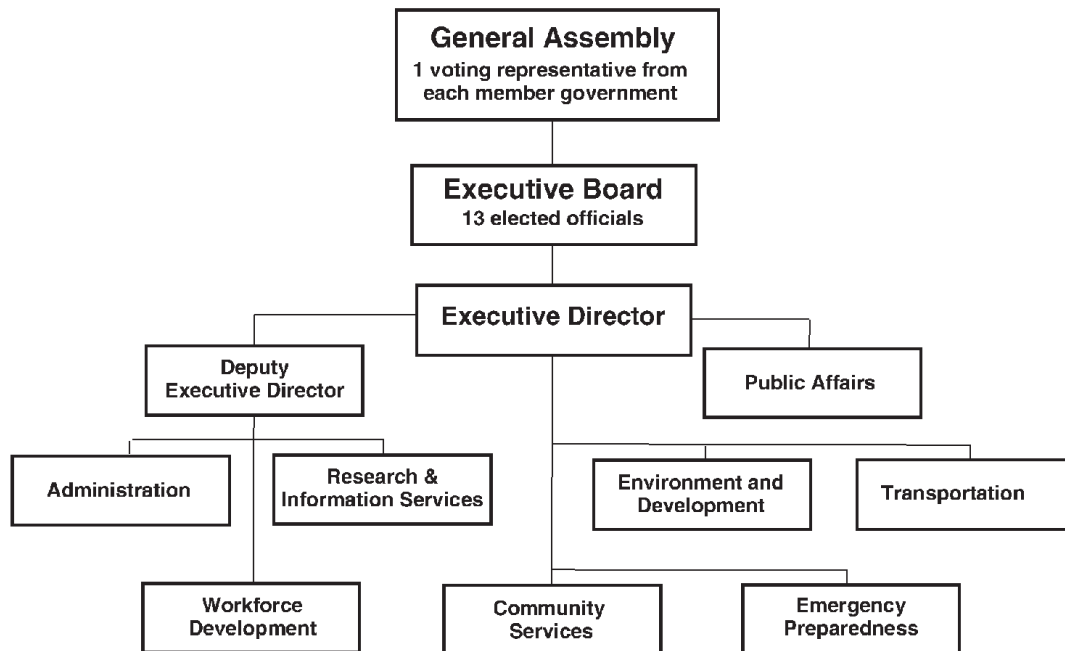 General Assembly
1 voting representative from
each member government
Executive Board
13 elected officials
Executive Director
Deputy
Executive Director
Public Affairs
Administration
Research &
Information Services
Environment and
Development
Transportation
Workforce
Development
Community
Services
Emergency
Preparedness